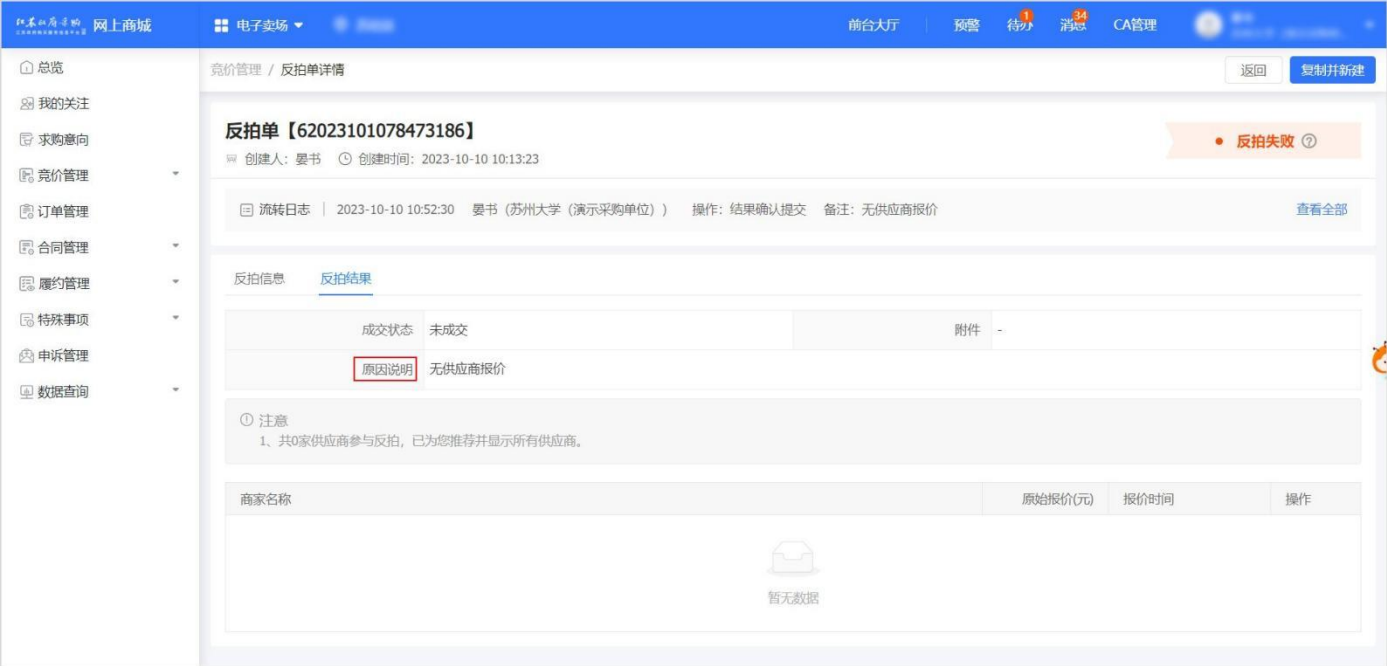 江苏政府采购 网上商城 电子卖场 前台大厅 预警 待办 1 消息 34 CA管理
总览
我的关注
求购意向
竞价管理
订单管理
合同管理
履约管理
特殊事项
申诉管理
数据查询
竞价管理 / 反拍单详情 返回 复制并新建
反拍单【62023101078473186】
创建人：晏书 创建时间：2023-10-10 10:13:23
反拍失败
流转日志 2023-10-10 10:52:30 晏书（苏州大学（演示采购单位）） 操作：结果确认提交 备注：无供应商报价 查看全部
反拍信息 反拍结果
成交状态 未成交 附件 -
原因说明 无供应商报价
注意
1、共0家供应商参与反拍，已为您推荐并显示所有供应商。
商家名称 原始报价(元) 报价时间 操作
暂无数据